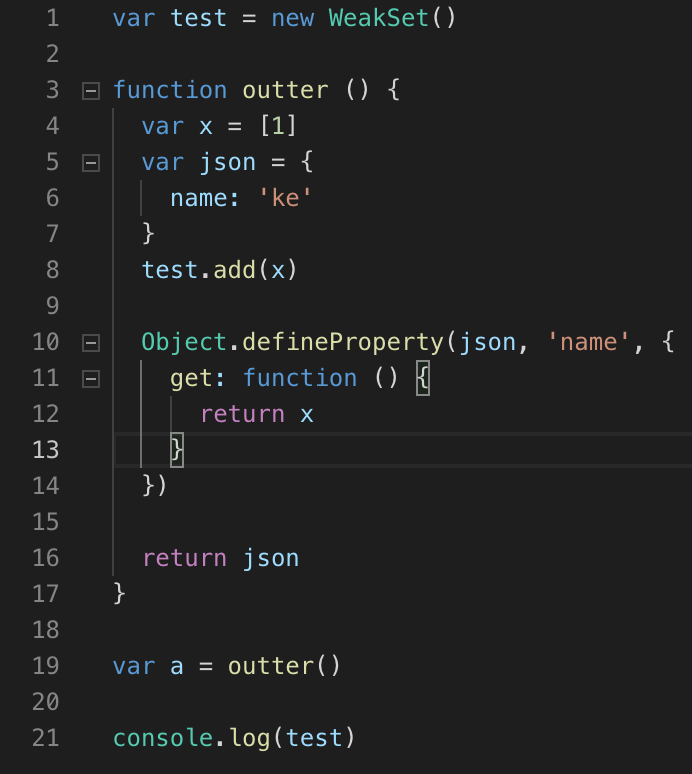 1 var test = new WeakSet()
2
3 function outter () {
4 var x = [1]
5 var json = {
6 name: 'ke'
7 }
8 test.add(x)
9
10 Object.defineProperty(json, 'name', {
11 get: function () {
12 return x
13 }
14 })
15
16 return json
17 }
18
19 var a = outter()
20
21 console.log(test)